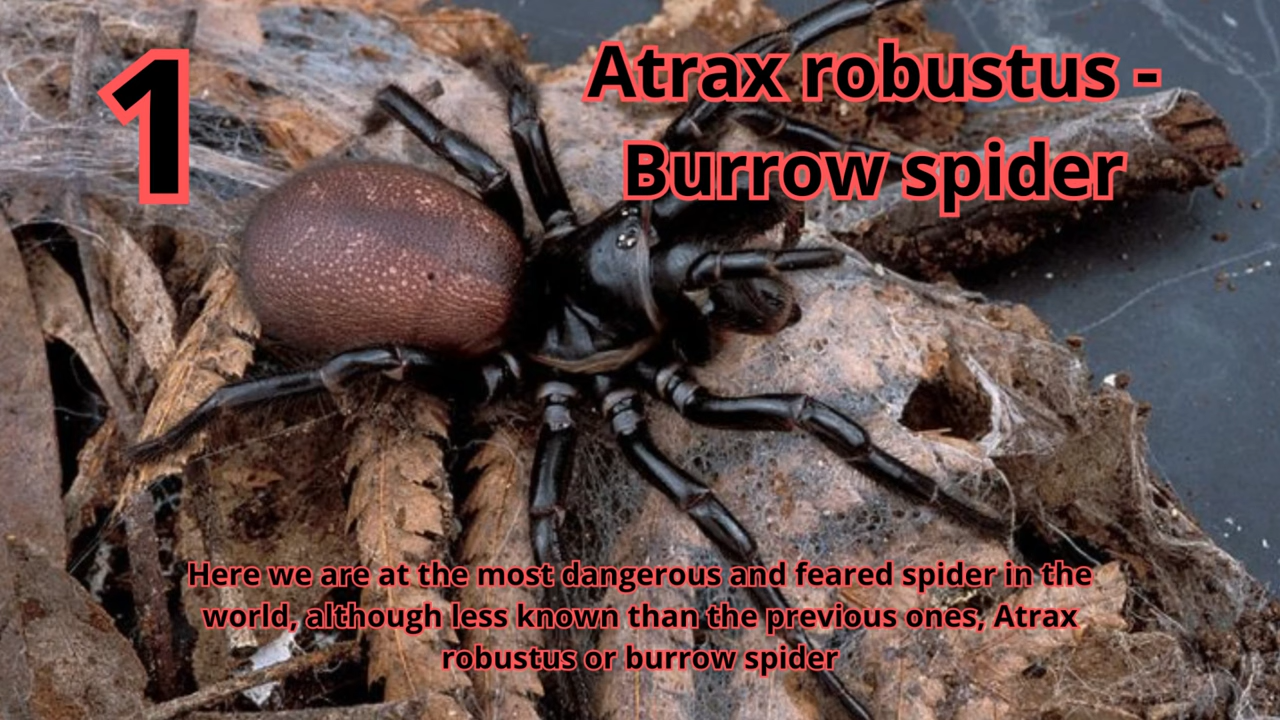 1
Atrax robustus -
Burrow spider
Here we are at the most dangerous and feared spider in the
world, although less known than the previous ones, Atrax
robustus or burrow spider